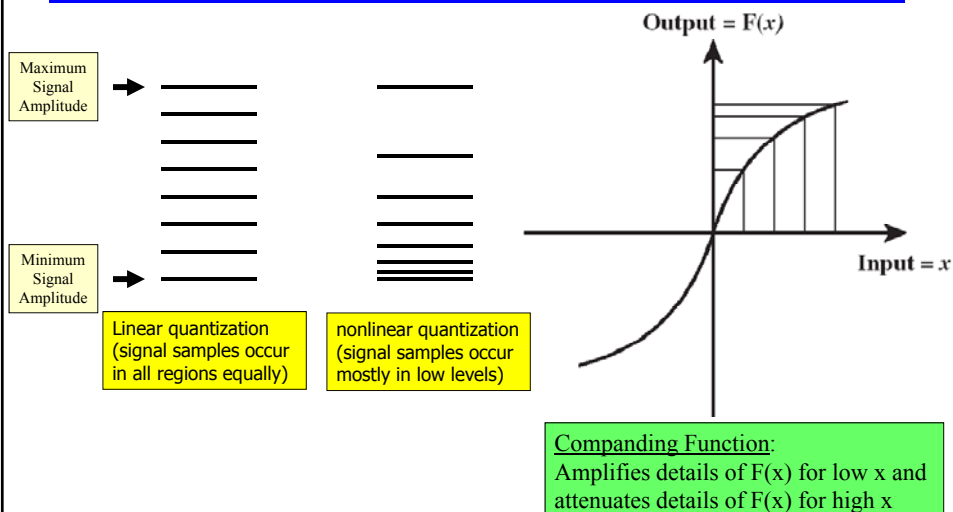 Output = F(x)
Maximum
Signal
Amplitude
Minimum
Signal
Amplitude
Input = x
Linear quantization
(signal samples occur
in all regions equally)
nonlinear quantization
(signal samples occur
mostly in low levels)
Companding Function:
Amplifies details of F(x) for low x and
attenuates details of F(x) for high x